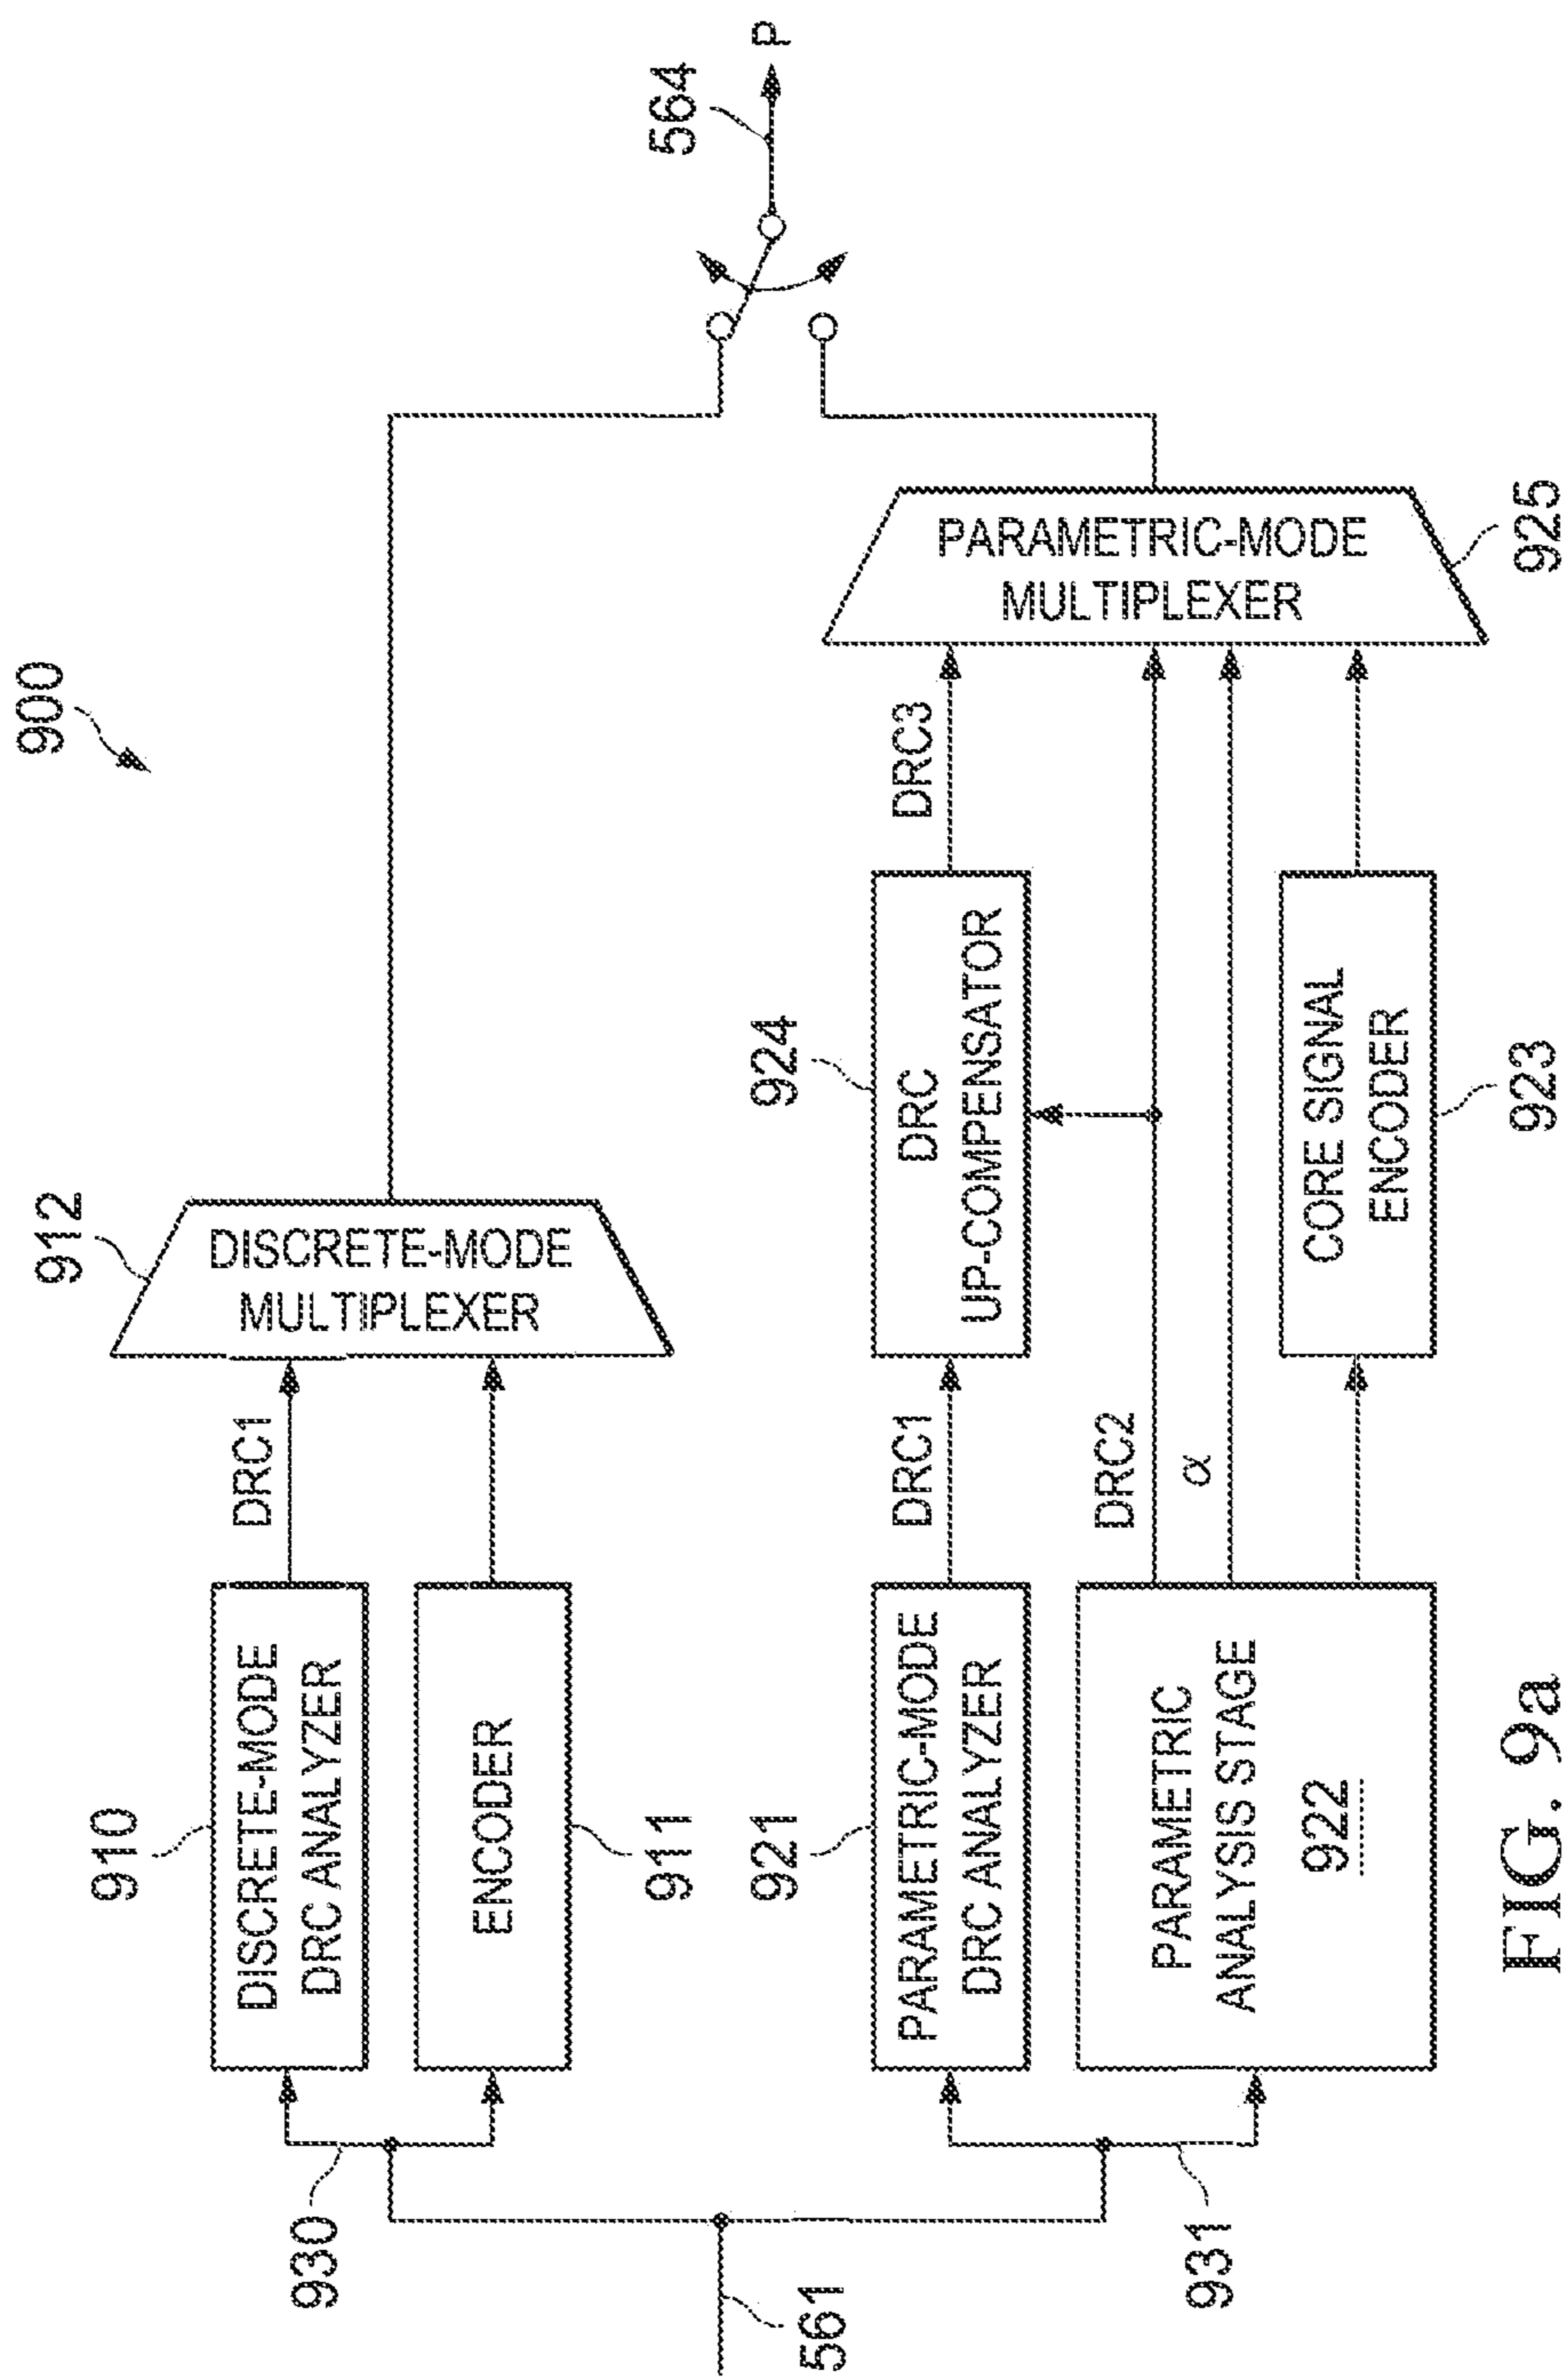 900
910
DISCRETE-MODE
DRC ANALYZER
DRC1
912
DISCRETE-MODE
MULTIPLEXER
930
ENCODER
911
561
564
P
921
PARAMETRIC-MODE
DRC ANALYZER
DRC1
924
DRC
UP-COMPENSATOR
DRC3
PARAMETRIC-MODE
MULTIPLEXER
925
DRC2
α
931
PARAMETRIC
ANALYSIS STAGE
922
CORE SIGNAL
ENCODER
923
FIG. 9a